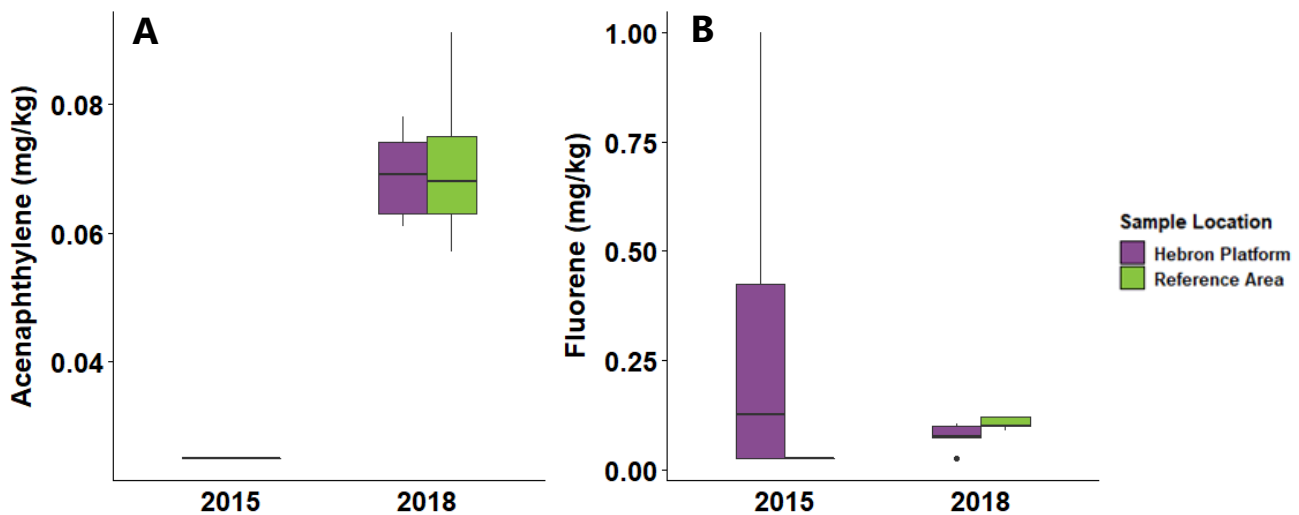 A
Acenaphthylene (mg/kg)
0.08
0.06
0.04
2015
2018
B
Fluorene (mg/kg)
1.00
0.75
0.50
0.25
0.00
2015
2018
Sample Location
Hebron Platform
Reference Area